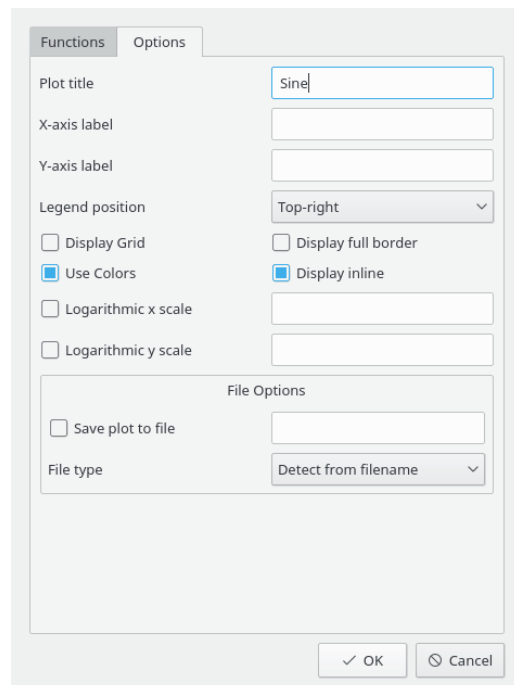 Functions Options
Plot title Sine
X-axis label
Y-axis label
Legend position Top-right
Display Grid Display full border
Use Colors Display inline
Logarithmic x scale
Logarithmic y scale
File Options
Save plot to file
File type Detect from filename
OK Cancel